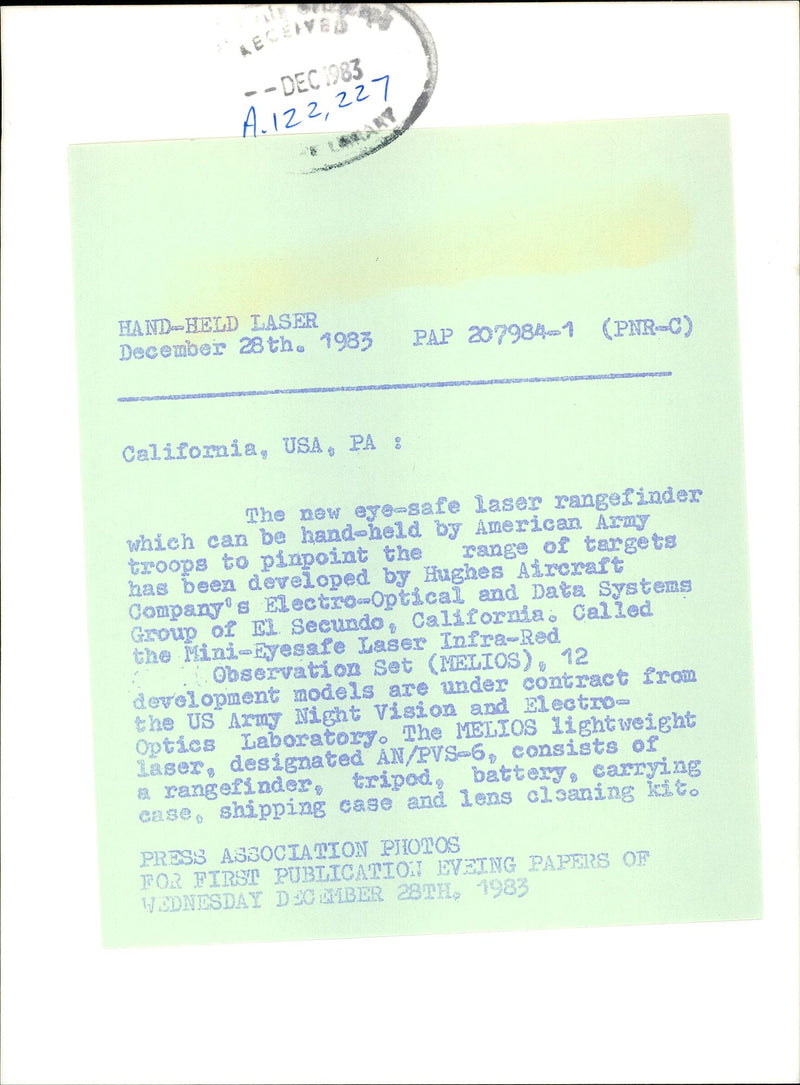 RECEIVED
--DEC 1983
A.122,227
LIBRARY
HAND-HELD LASER
December 28th. 1983 PAP 207984-1 (PNR-C)
California, USA, PA :
The new eye-safe laser rangefinder
which can be hand-held by American Army
troops to pinpoint the range of targets
has been developed by Hughes Aircraft
Company's Electro-Optical and Data Systems
Group of El Secundo, California. Called
the Mini-Eyesafe Laser Infra-Red
Observation Set (MELIOS), 12
development models are under contract from
the US Army Night Vision and Electro-
Optics Laboratory. The MELIOS lightweight
laser, designated AN/PVS-6, consists of
a rangefinder, tripod, battery, carrying
case, shipping case and lens cleaning kit.
PRESS ASSOCIATION PHOTOS
FOR FIRST PUBLICATION EVEING PAPERS OF
WEDNESDAY DECEMBER 28TH. 1983